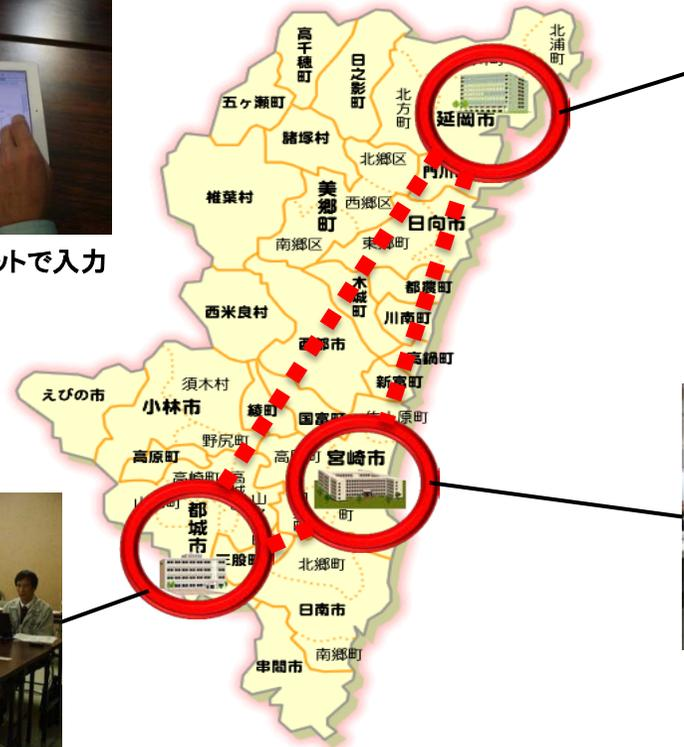 高千穂町
日之影町
北浦町
五ヶ瀬町
北方町
延岡市
諸塚村
北郷区
門川
椎葉村
美郷町
西郷区
日向市
南郷区
東郷町
ットで入力
木城町
都農町
西米良村
川南町
西都市
高鍋町
須木村
新富町
えびの市
小林市
綾町
国富町
原町
野尻町
高原町
宮崎市
高崎町
高城
山
町
都城市
町
三股町
北郷町
日南市
南郷町
串間市